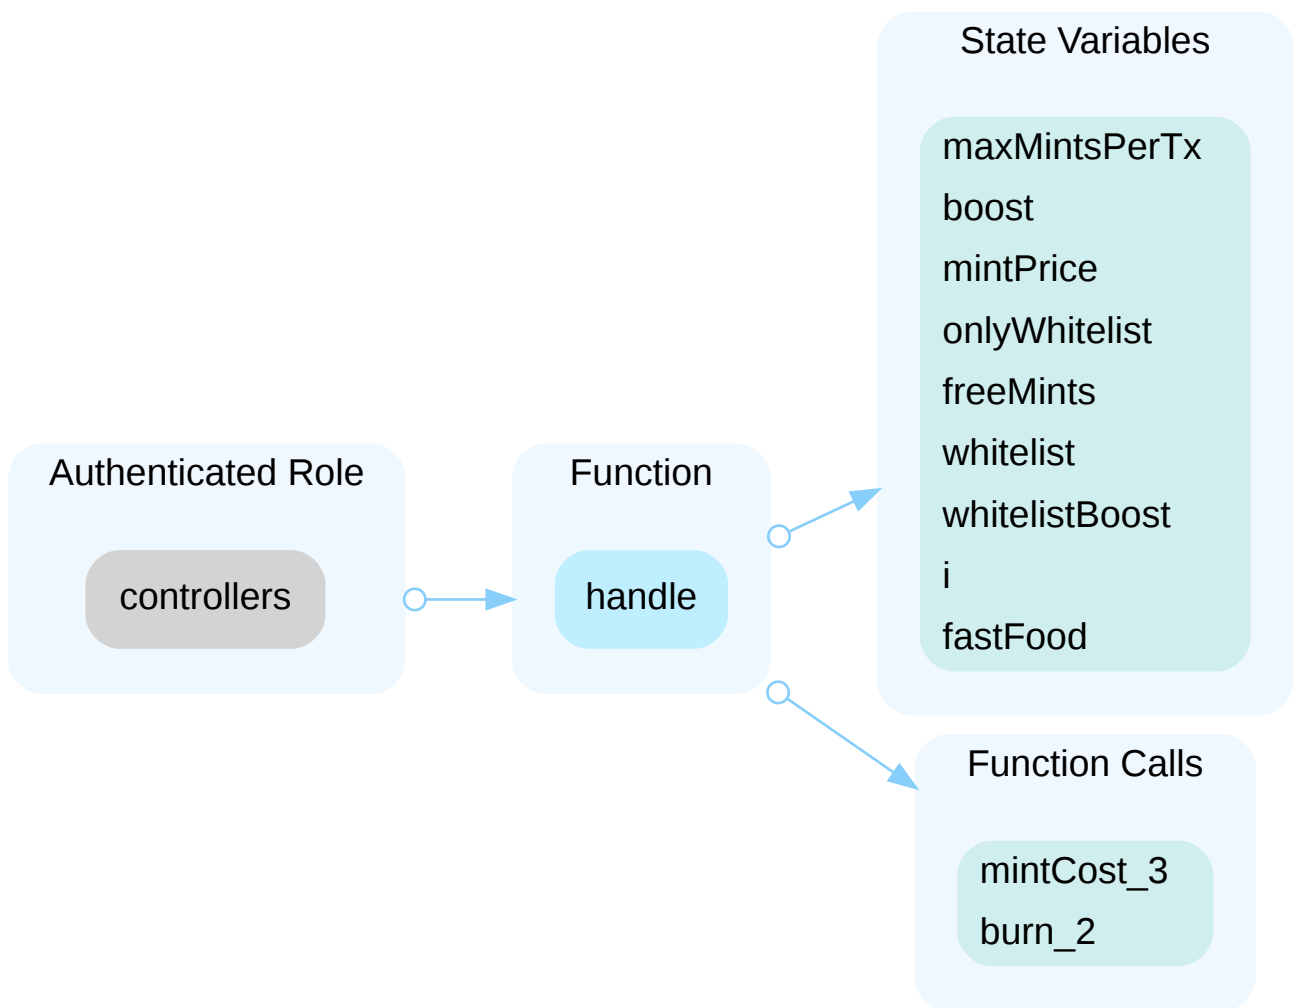 Authenticated Role
controllers
Function
handle
State Variables
maxMintsPerTx
boost
mintPrice
onlyWhitelist
freeMints
whitelist
whitelistBoost
i
fastFood
Function Calls
mintCost_3
burn_2